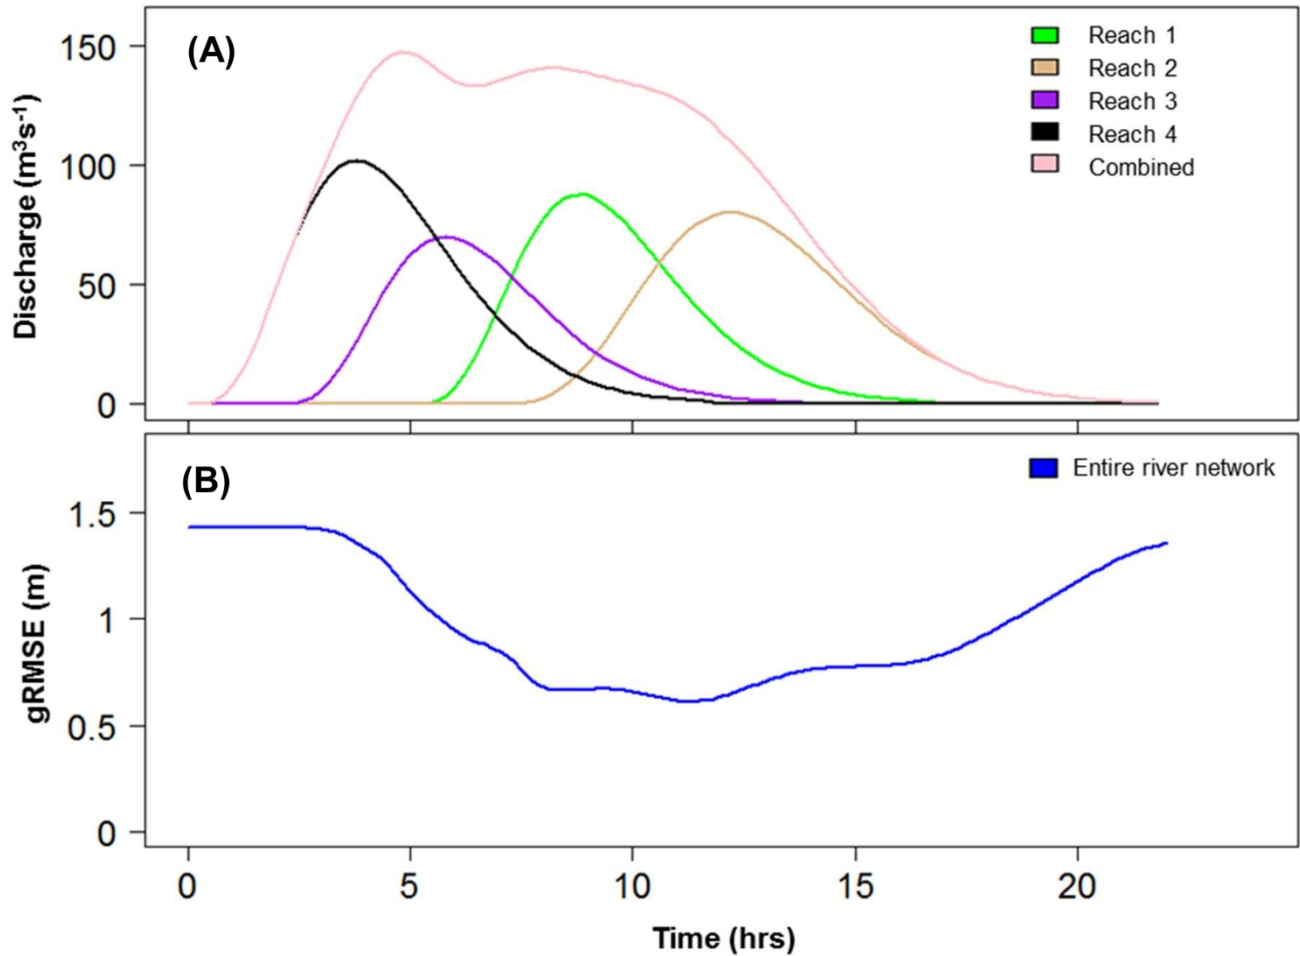 (A)
Discharge (m³s⁻¹)
150
100
50
0
Reach 1
Reach 2
Reach 3
Reach 4
Combined
(B)
gRMSE (m)
1.5
1
0.5
0
Entire river network
0 5 10 15 20
Time (hrs)